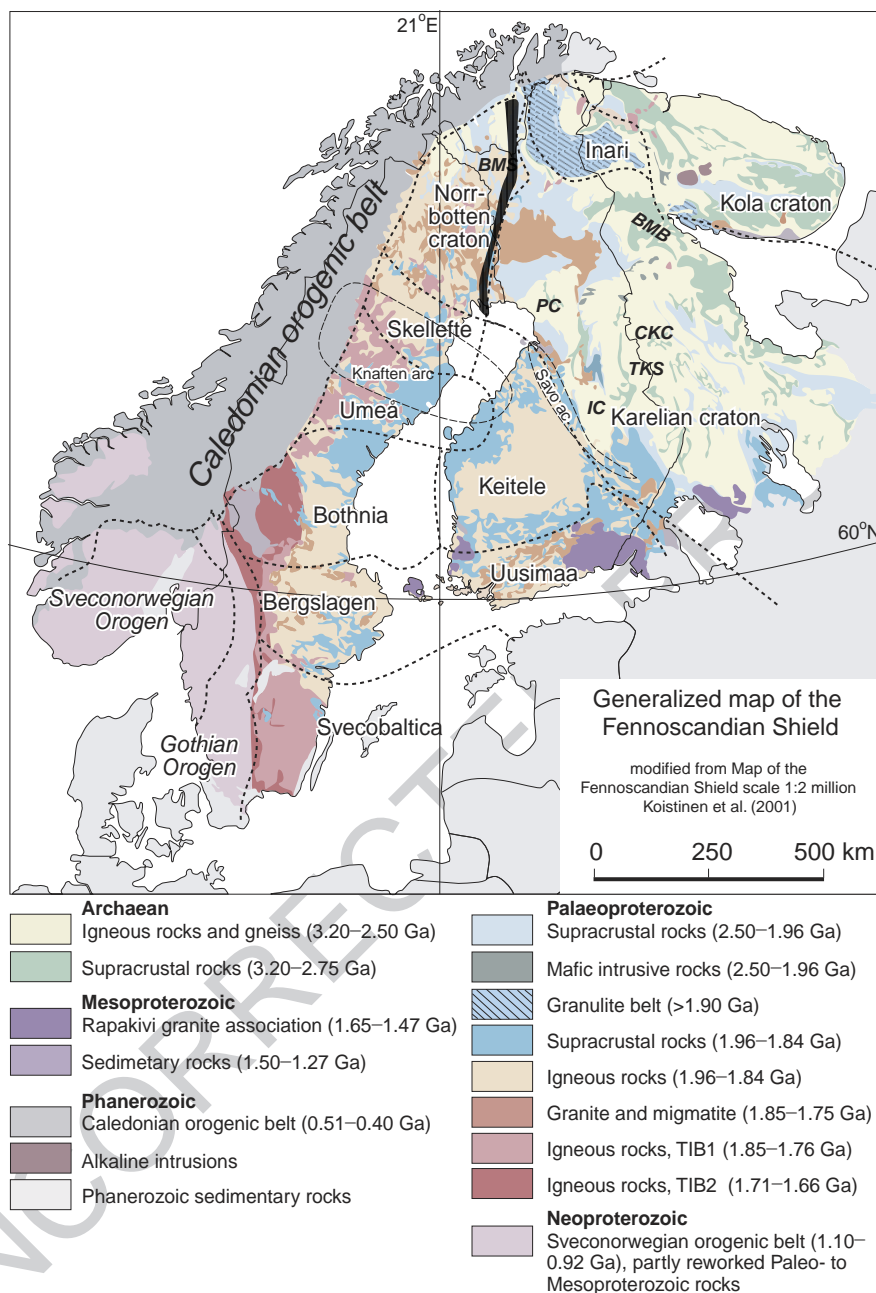 21°E
BMS
Inari
Norr-
botten
craton
Kola craton
BMB
Caledonian orogenic belt
PC
Skellefte
CKC
Knaften arc
TKS
Savo ac
Umeå
IC
Karelian craton
Keitele
Bothnia
60°N
Uusimaa
Bergslagen
Sveconorwegian
Orogen
Svecobaltica
Gothian
Orogen
Generalized map of the
Fennoscandian Shield
modified from Map of the
Fennoscandian Shield scale 1:2 million
Koistinen et al. (2001)
0 250 500 km
Archaean
Igneous rocks and gneiss (3.20–2.50 Ga)
Supracrustal rocks (3.20–2.75 Ga)
Mesoproterozoic
Rapakivi granite association (1.65–1.47 Ga)
Sedimetary rocks (1.50–1.27 Ga)
Phanerozoic
Caledonian orogenic belt (0.51–0.40 Ga)
Alkaline intrusions
Phanerozoic sedimentary rocks
Palaeoproterozoic
Supracrustal rocks (2.50–1.96 Ga)
Mafic intrusive rocks (2.50–1.96 Ga)
Granulite belt (>1.90 Ga)
Supracrustal rocks (1.96–1.84 Ga)
Igneous rocks (1.96–1.84 Ga)
Granite and migmatite (1.85–1.75 Ga)
Igneous rocks, TIB1 (1.85–1.76 Ga)
Igneous rocks, TIB2 (1.71–1.66 Ga)
Neoproterozoic
Sveconorwegian orogenic belt (1.10–
0.92 Ga), partly reworked Paleo- to
Mesoproterozoic rocks